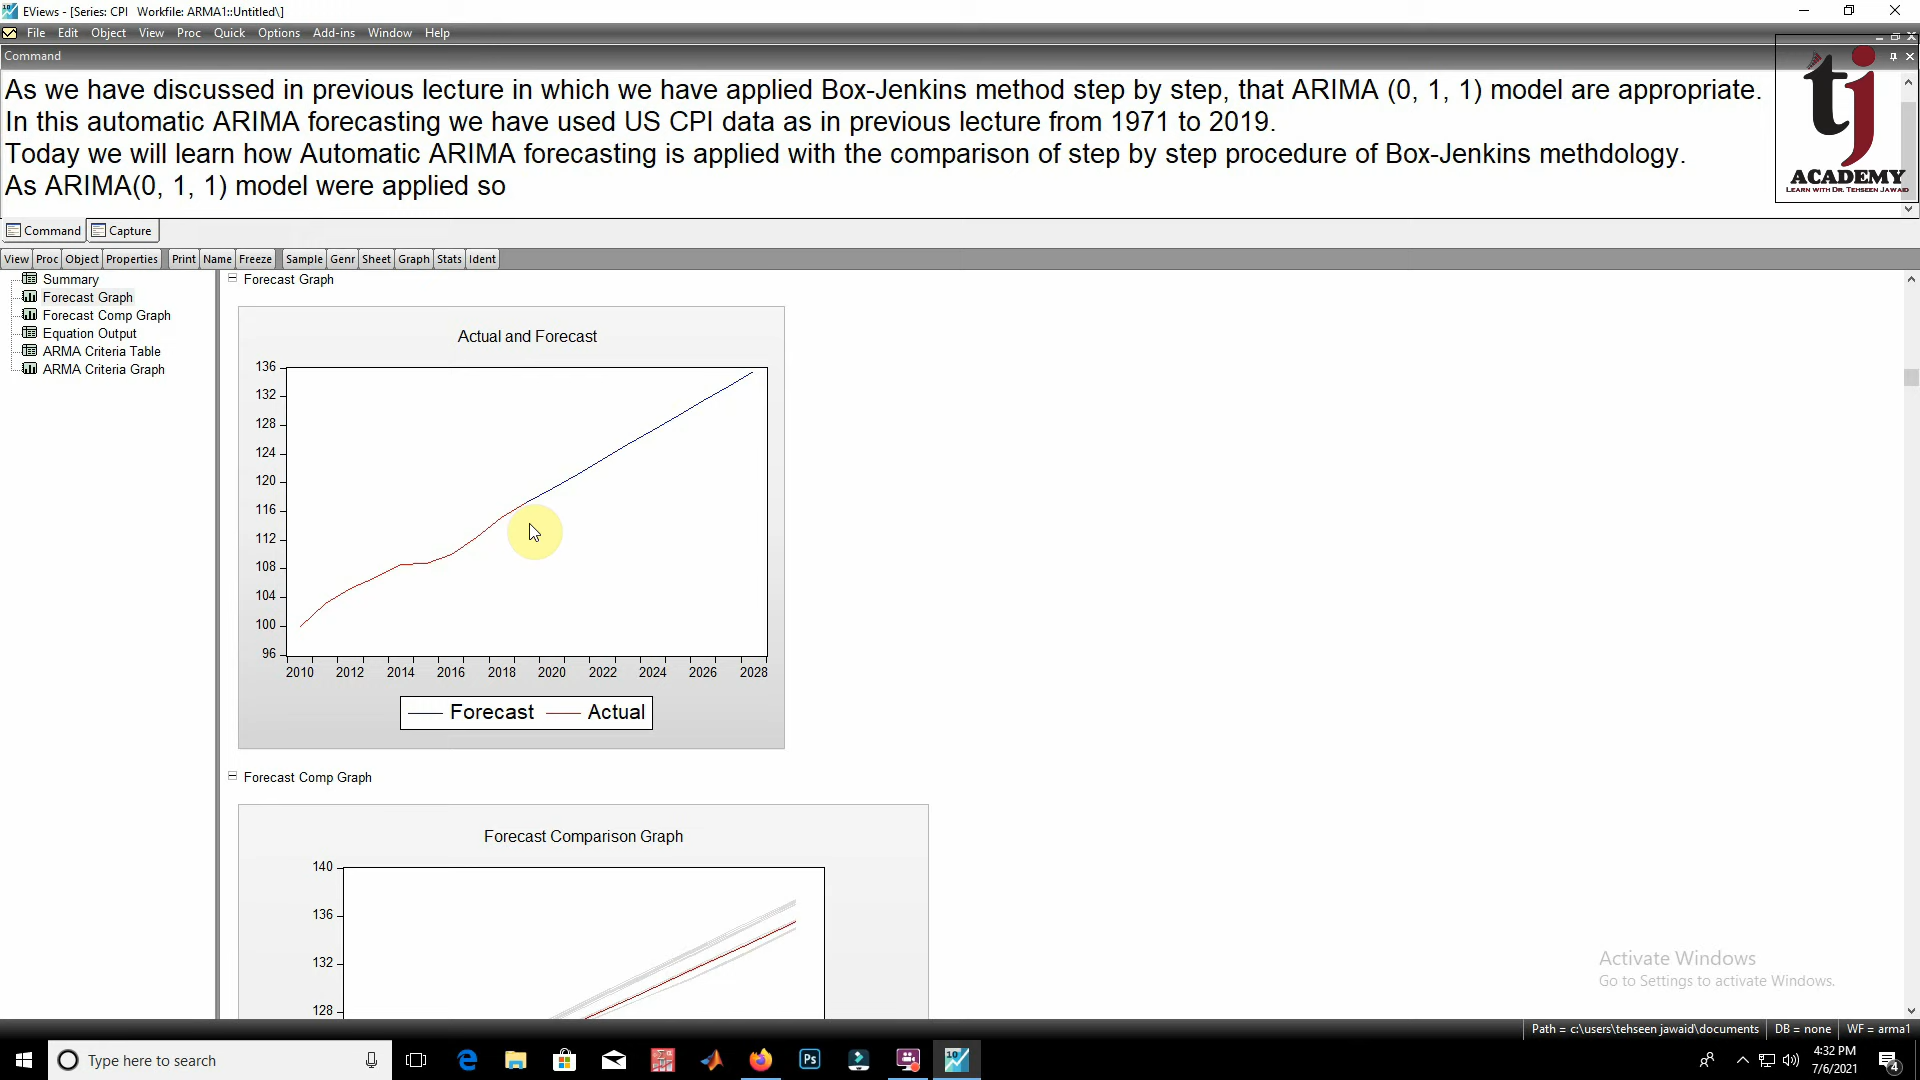 EViews - [Series: CPI Workfile: ARMA1::Untitled\]
File Edit Object View Proc Quick Options Add-ins Window Help
Command
As we have discussed in previous lecture in which we have applied Box-Jenkins method step by step, that ARIMA (0, 1, 1) model are appropriate.
In this automatic ARIMA forecasting we have used US CPI data as in previous lecture from 1971 to 2019.
Today we will learn how Automatic ARIMA forecasting is applied with the comparison of step by step procedure of Box-Jenkins methdology.
As ARIMA(0, 1, 1) model were applied so
tj
ACADEMY
LEARN WITH DR. TEHSEEN JAWAID
Command Capture
View Proc Object Properties Print Name Freeze Sample Genr Sheet Graph Stats Ident
Summary
Forecast Graph
Forecast Comp Graph
Equation Output
ARMA Criteria Table
ARMA Criteria Graph
Forecast Graph
Actual and Forecast
136
132
128
124
120
116
112
108
104
100
96
2010 2012 2014 2016 2018 2020 2022 2024 2026 2028
Forecast Actual
Forecast Comp Graph
Forecast Comparison Graph
140
136
132
128
Activate Windows
Go to Settings to activate Windows.
Path = c:\users\tehseen jawaid\documents DB = none WF = arma1
Type here to search
Ps
10
4:32 PM
7/6/2021
4